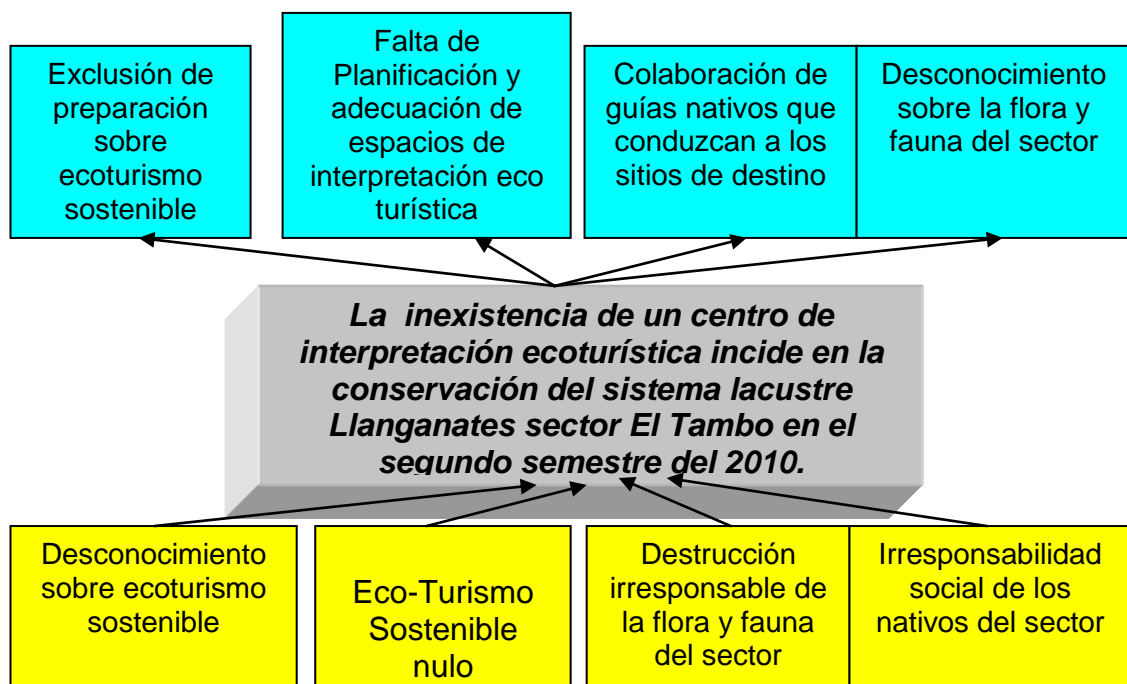 Exclusión de
preparación
sobre
ecoturismo
sostenible
Falta de
Planificación y
adecuación de
espacios de
interpretación eco
turística
Colaboración de
guías nativos que
conduzcan a los
sitios de destino
Desconocimiento
sobre la flora y
fauna del sector
La inexistencia de un centro de
interpretación ecoturística incide en la
conservación del sistema lacustre
Llanganates sector El Tambo en el
segundo semestre del 2010.
Desconocimiento
sobre ecoturismo
sostenible
Eco-Turismo
Sostenible
nulo
Destrucción
irresponsable de
la flora y fauna
del sector
Irresponsabilidad
social de los
nativos del sector